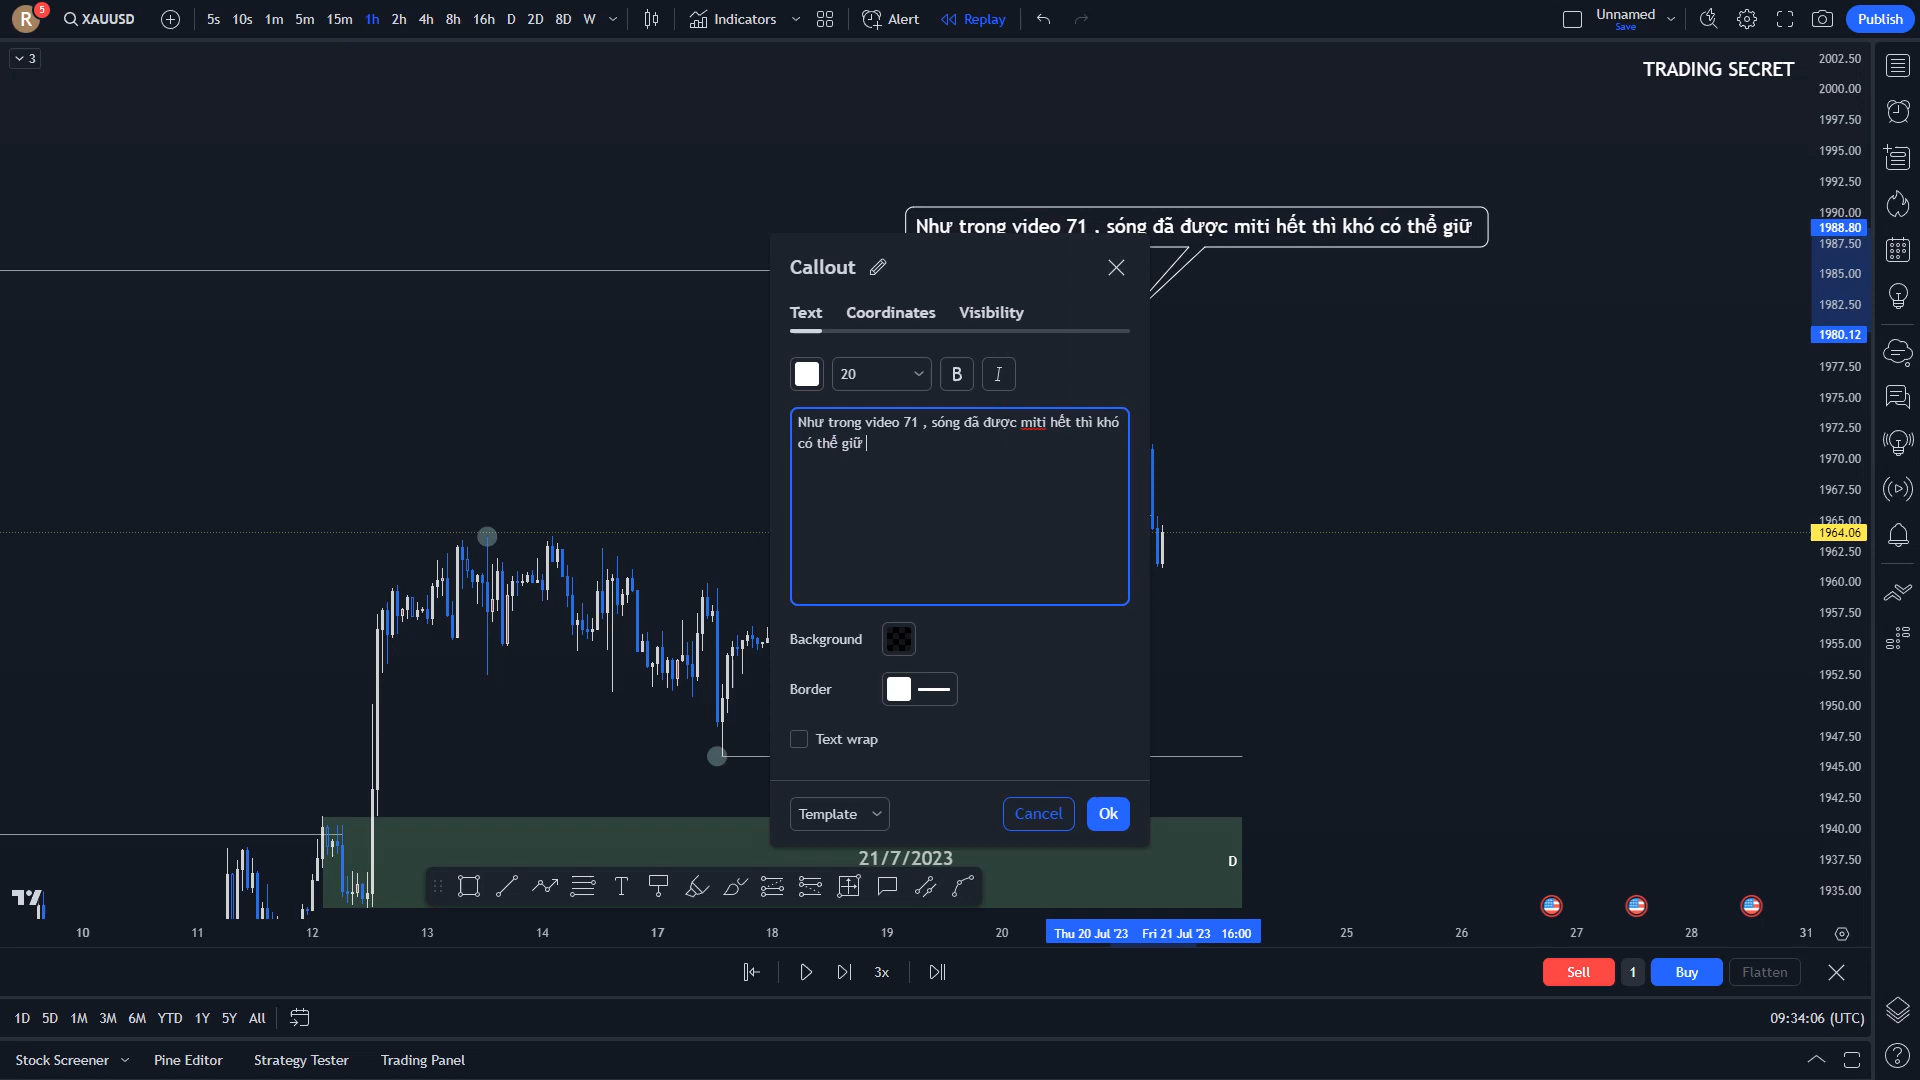 R
5
XAUUSD
5s 10s 1m 5m 15m 1h 2h 4h 8h 16h D 2D 8D W
Indicators
Alert
Replay
Unnamed
Save
Publish
3
TRADING SECRET
2002.50
2000.00
1997.50
1995.00
1992.50
1990.00
1988.80
1987.50
1985.00
1982.50
1980.12
1977.50
1975.00
1972.50
1970.00
1967.50
1965.00
1964.06
1962.50
1960.00
1957.50
1955.00
1952.50
1950.00
1947.50
1945.00
1942.50
1940.00
1937.50
1935.00
Như trong video 71 , sóng đã được miti hết thì khó có thể giữ
Callout
Text Coordinates Visibility
20 B I
Như trong video 71 , sóng đã được miti hết thì khó
có thể giữ
Background
Border
Text wrap
Template Cancel Ok
21/7/2023
D
T
10 11 12 13 14 17 18 19 20 Thu 20 Jul '23 Fri 21 Jul '23 16:00 25 26 27 28 31
3x
Sell 1 Buy Flatten
1D 5D 1M 3M 6M YTD 1Y 5Y All
09:34:06 (UTC)
Stock Screener Pine Editor Strategy Tester Trading Panel